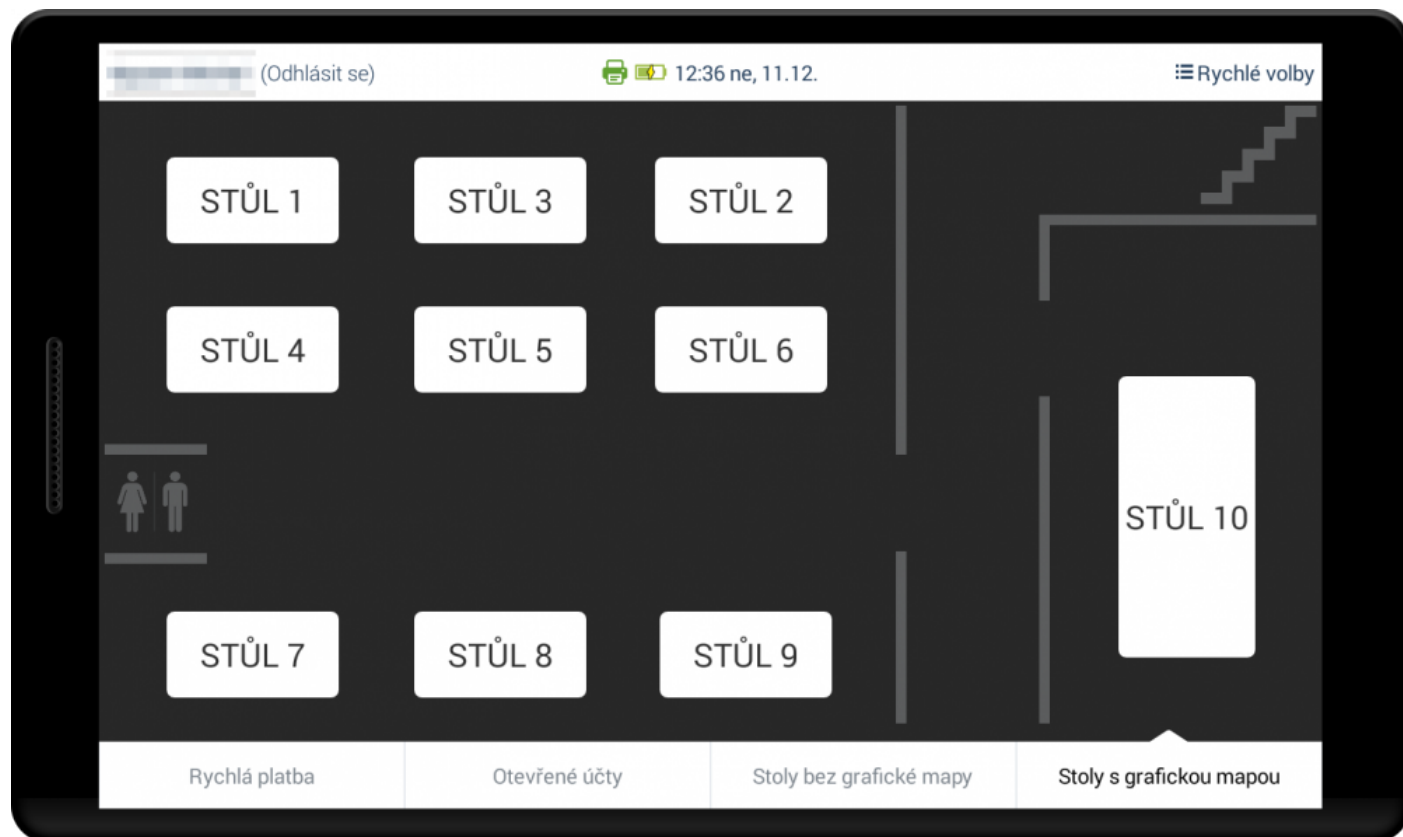 (Odhlásit se) 12:36 ne, 11.12. Rychlé volby
STŮL 1 STŮL 3 STŮL 2
STŮL 4 STŮL 5 STŮL 6
STŮL 10
STŮL 7 STŮL 8 STŮL 9
Rychlá platba Otevřené účty Stoly bez grafické mapy Stoly s grafickou mapou